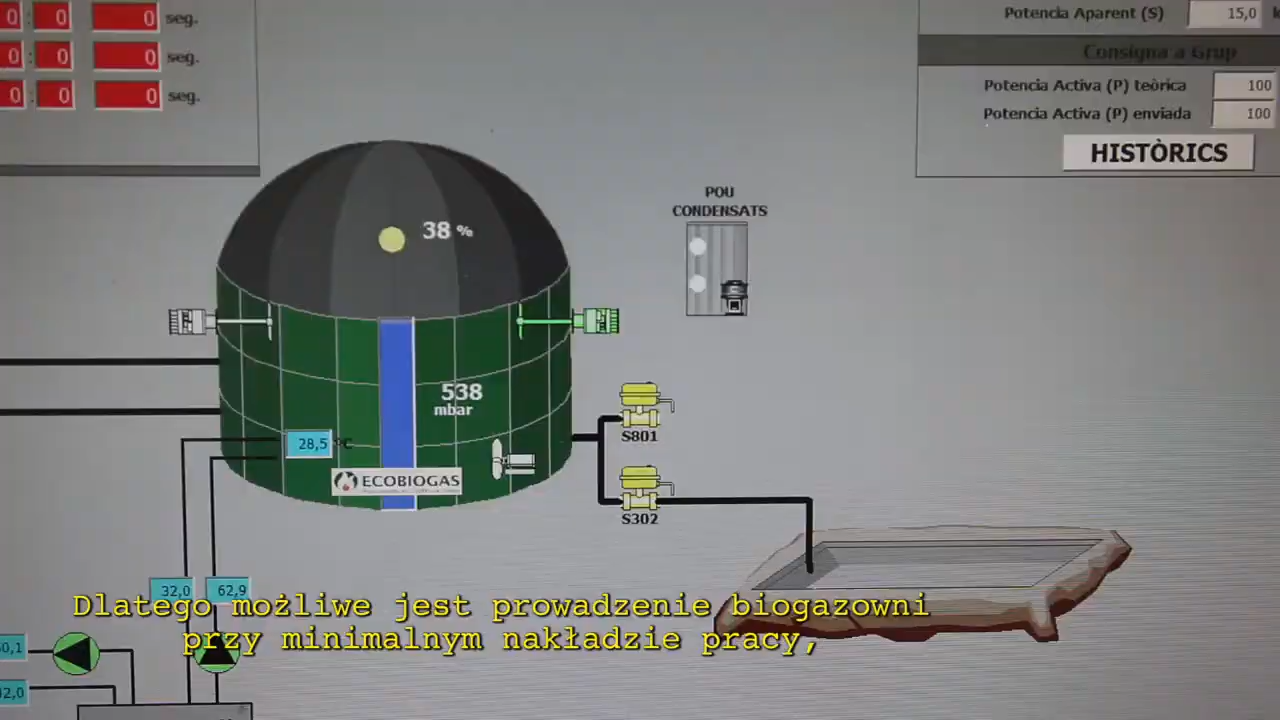 0 : 0 0 seg.
0 : 0 0 seg.
0 : 0 0 seg.
Potencia Aparent (S) 15,0
Consigna a Grup
Potencia Activa (P) teòrica 100
Potencia Activa (P) enviada 100
HISTÒRICS
POU
CONDENSATS
38 %
538
mbar
S801
28,5 °C
ECOBIOGAS
S302
32,0 62,9
Dlatego możliwe jest prowadzenie biogazowni
przy minimalnym nakładzie pracy,